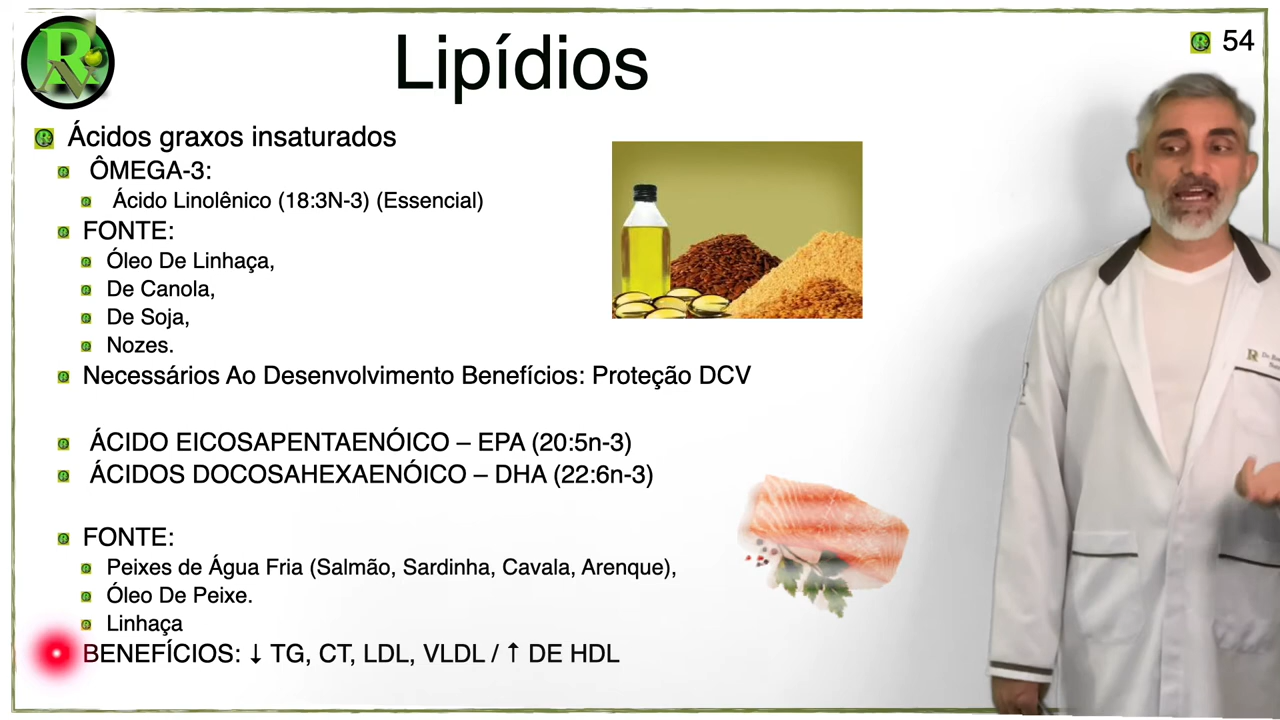 54
Lipídios
Ácidos graxos insaturados
ÔMEGA-3:
Ácido Linolênico (18:3N-3) (Essencial)
FONTE:
Óleo De Linhaça,
De Canola,
De Soja,
Nozes.
Necessários Ao Desenvolvimento Benefícios: Proteção DCV
ÁCIDO EICOSAPENTAENÓICO – EPA (20:5n-3)
ÁCIDOS DOCOSAHEXAENÓICO – DHA (22:6n-3)
FONTE:
Peixes de Água Fria (Salmão, Sardinha, Cavala, Arenque),
Óleo De Peixe.
Linhaça
BENEFÍCIOS: ↓ TG, CT, LDL, VLDL / ↑ DE HDL